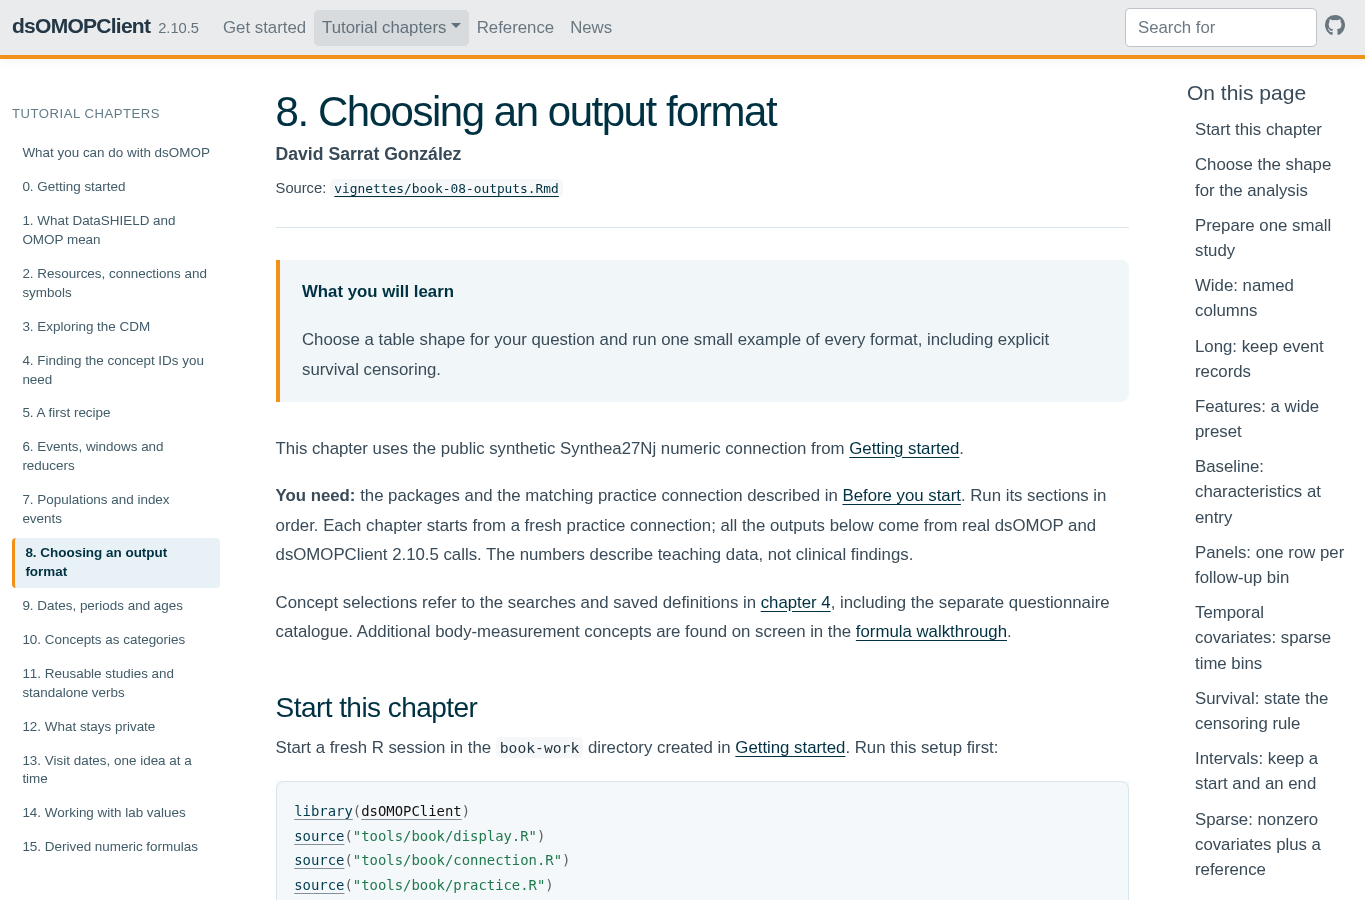 dsOMOPClient 2.10.5 Get started Tutorial chapters Reference News Search for
TUTORIAL CHAPTERS
What you can do with dsOMOP
0. Getting started
1. What DataSHIELD and
OMOP mean
2. Resources, connections and
symbols
3. Exploring the CDM
4. Finding the concept IDs you
need
5. A first recipe
6. Events, windows and
reducers
7. Populations and index
events
8. Choosing an output
format
9. Dates, periods and ages
10. Concepts as categories
11. Reusable studies and
standalone verbs
12. What stays private
13. Visit dates, one idea at a
time
14. Working with lab values
15. Derived numeric formulas
8. Choosing an output format
David Sarrat González
Source: vignettes/book-08-outputs.Rmd
What you will learn
Choose a table shape for your question and run one small example of every format, including explicit
survival censoring.
This chapter uses the public synthetic Synthea27Nj numeric connection from Getting started.
You need: the packages and the matching practice connection described in Before you start. Run its sections in
order. Each chapter starts from a fresh practice connection; all the outputs below come from real dsOMOP and
dsOMOPClient 2.10.5 calls. The numbers describe teaching data, not clinical findings.
Concept selections refer to the searches and saved definitions in chapter 4, including the separate questionnaire
catalogue. Additional body-measurement concepts are found on screen in the formula walkthrough.
Start this chapter
Start a fresh R session in the book-work directory created in Getting started. Run this setup first:
library(dsOMOPClient)
source("tools/book/display.R")
source("tools/book/connection.R")
source("tools/book/practice.R")
On this page
Start this chapter
Choose the shape
for the analysis
Prepare one small
study
Wide: named
columns
Long: keep event
records
Features: a wide
preset
Baseline:
characteristics at
entry
Panels: one row per
follow-up bin
Temporal
covariates: sparse
time bins
Survival: state the
censoring rule
Intervals: keep a
start and an end
Sparse: nonzero
covariates plus a
reference